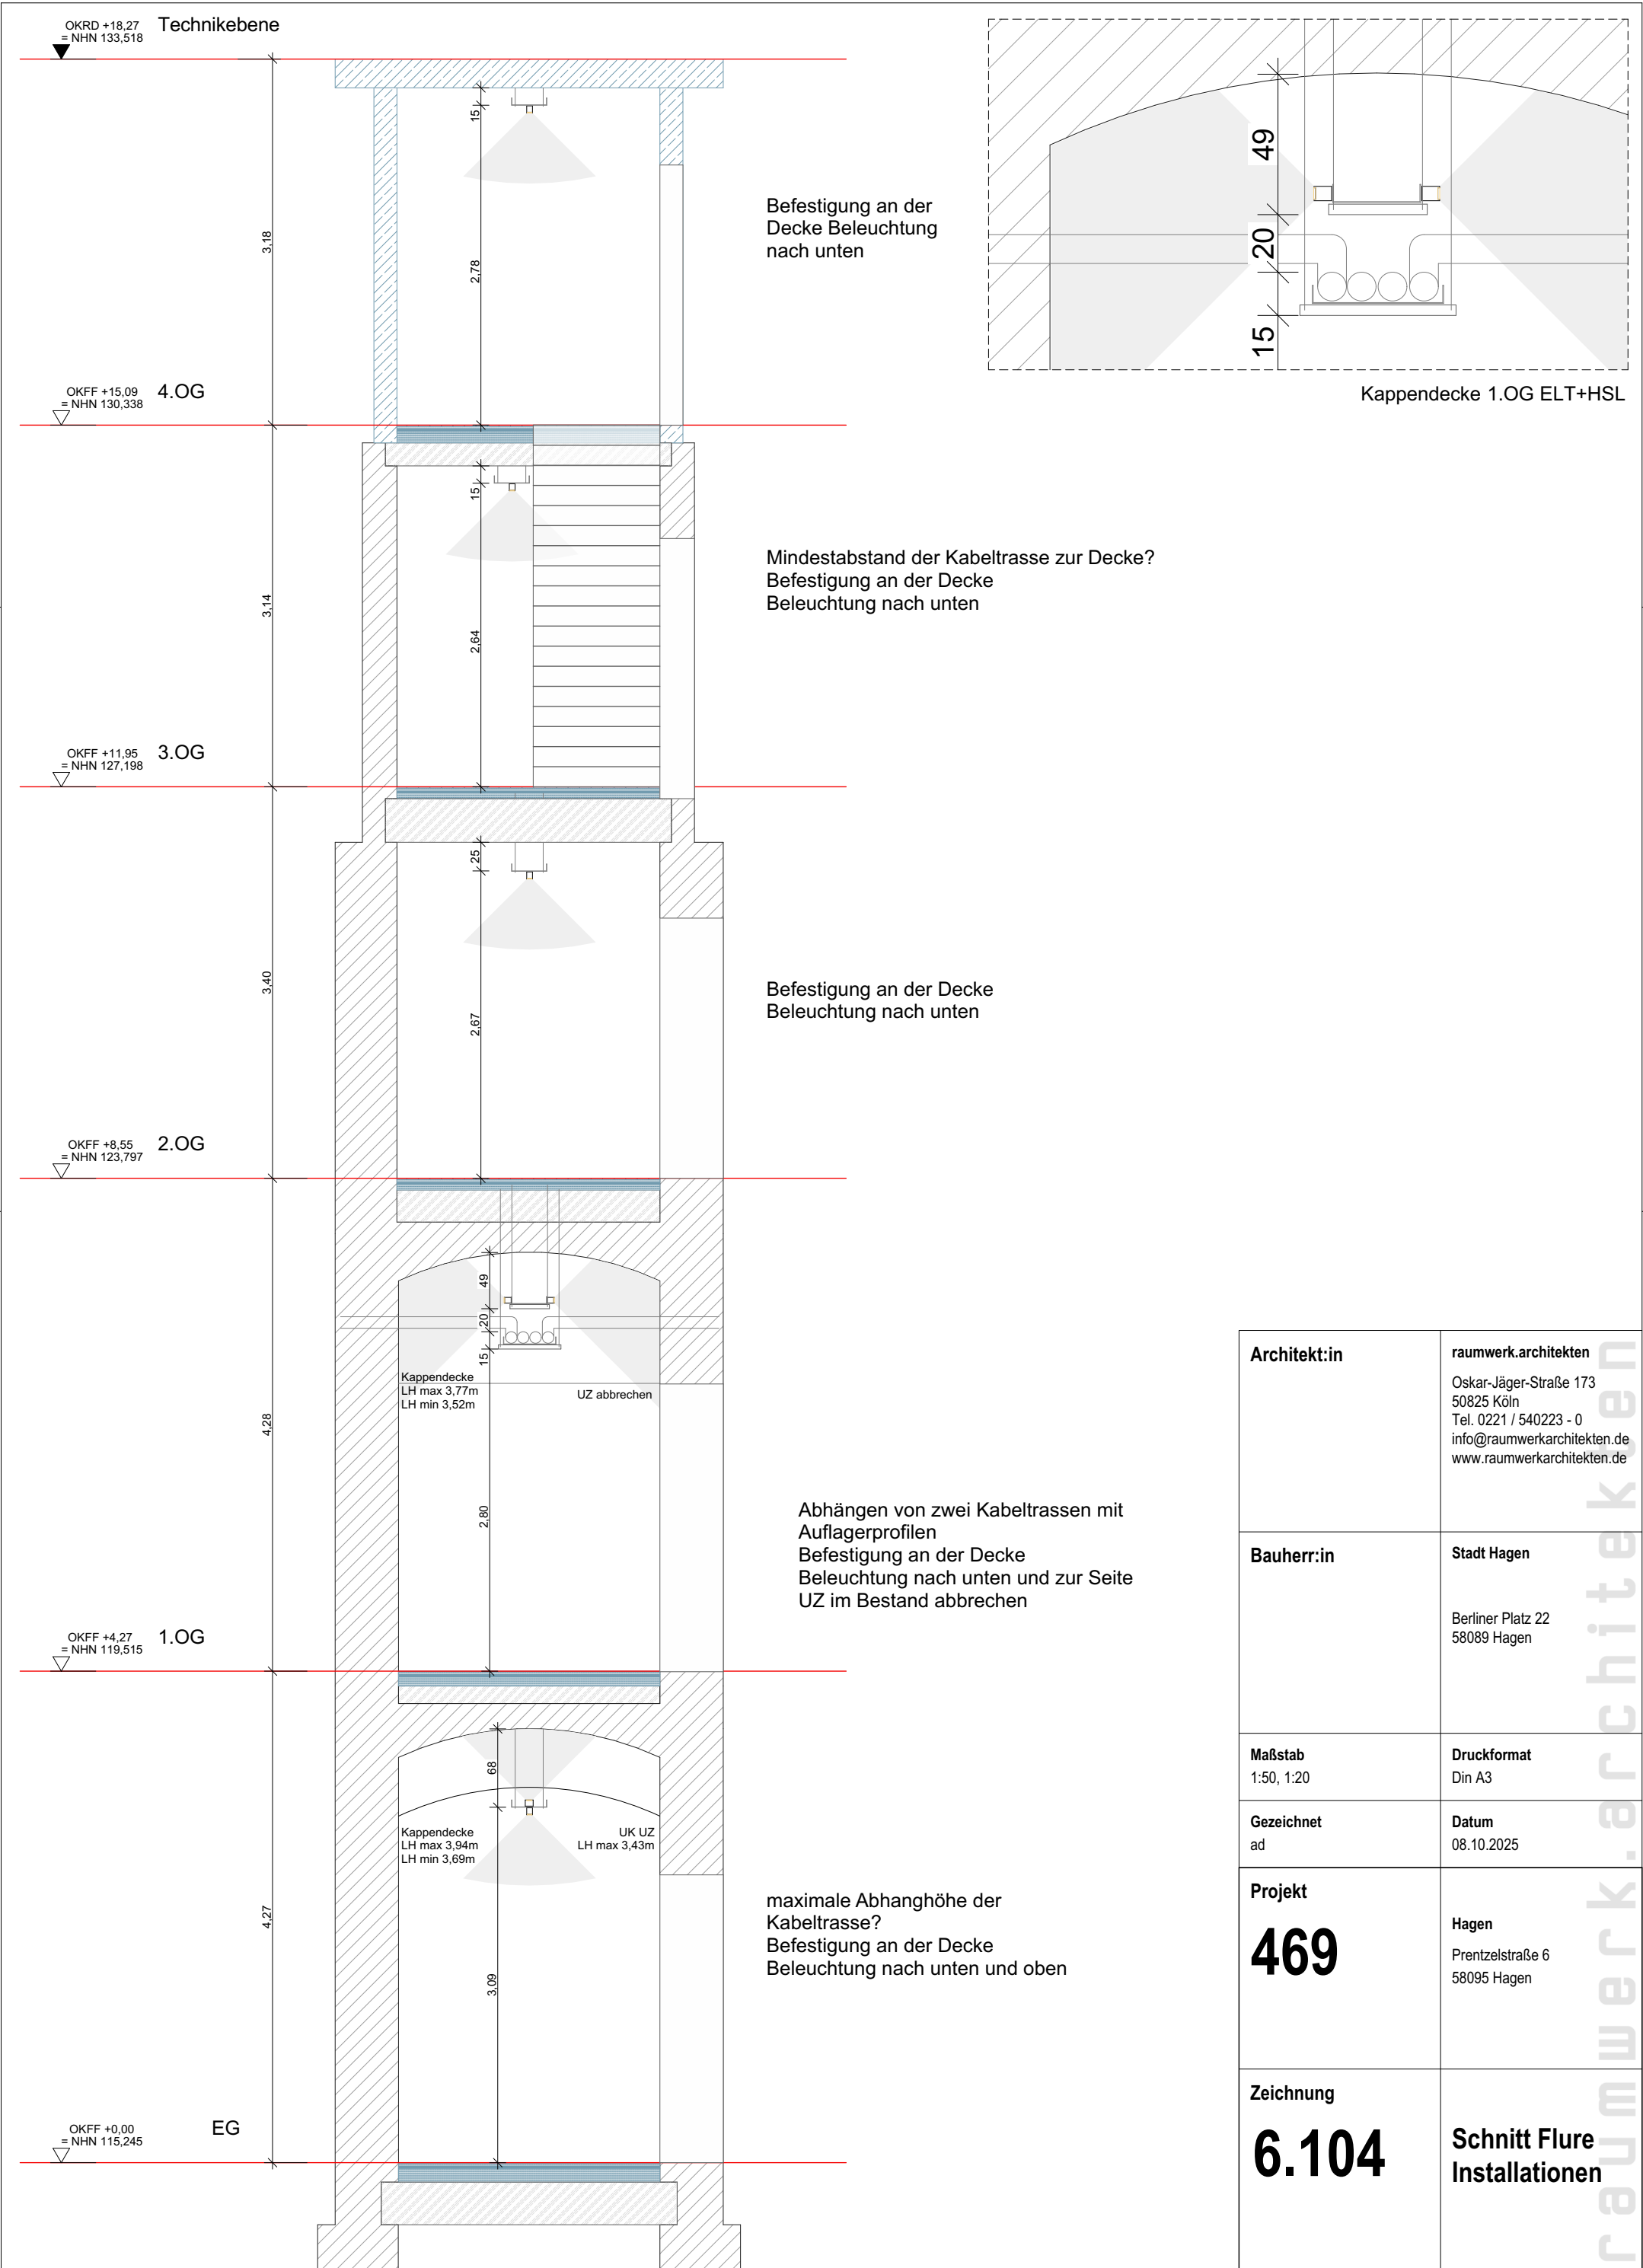 OKRD +18,27
= NHN 133,518
Technikebene
15
3,18
2,78
Befestigung an der
Decke Beleuchtung
nach unten
49
20
15
Kappendecke 1.OG ELT+HSL
OKFF +15,09
= NHN 130,338
4.OG
15
3,14
2,64
Mindestabstand der Kabeltrasse zur Decke?
Befestigung an der Decke
Beleuchtung nach unten
OKFF +11,95
= NHN 127,198
3.OG
25
3,40
2,67
Befestigung an der Decke
Beleuchtung nach unten
OKFF +8,55
= NHN 123,797
2.OG
49
20
15
Kappendecke
LH max 3,77m
LH min 3,52m
UZ abbrechen
4,28
2,80
Abhängen von zwei Kabeltrassen mit
Auflagerprofilen
Befestigung an der Decke
Beleuchtung nach unten und zur Seite
UZ im Bestand abbrechen
OKFF +4,27
= NHN 119,515
1.OG
68
Kappendecke
LH max 3,94m
LH min 3,69m
UK UZ
LH max 3,43m
4,27
3,09
maximale Abhanghöhe der
Kabeltrasse?
Befestigung an der Decke
Beleuchtung nach unten und oben
OKFF +0,00
= NHN 115,245
EG
Architekt:in
raumwerk.architekten
Oskar-Jäger-Straße 173
50825 Köln
Tel. 0221 / 540223 - 0
info@raumwerkarchitekten.de
www.raumwerkarchitekten.de
Bauherr:in
Stadt Hagen
Berliner Platz 22
58089 Hagen
Maßstab
1:50, 1:20
Druckformat
Din A3
Gezeichnet
ad
Datum
08.10.2025
Projekt
469
Hagen
Prentzelstraße 6
58095 Hagen
Zeichnung
6.104
Schnitt Flure
Installationen
raumwerk.architekten